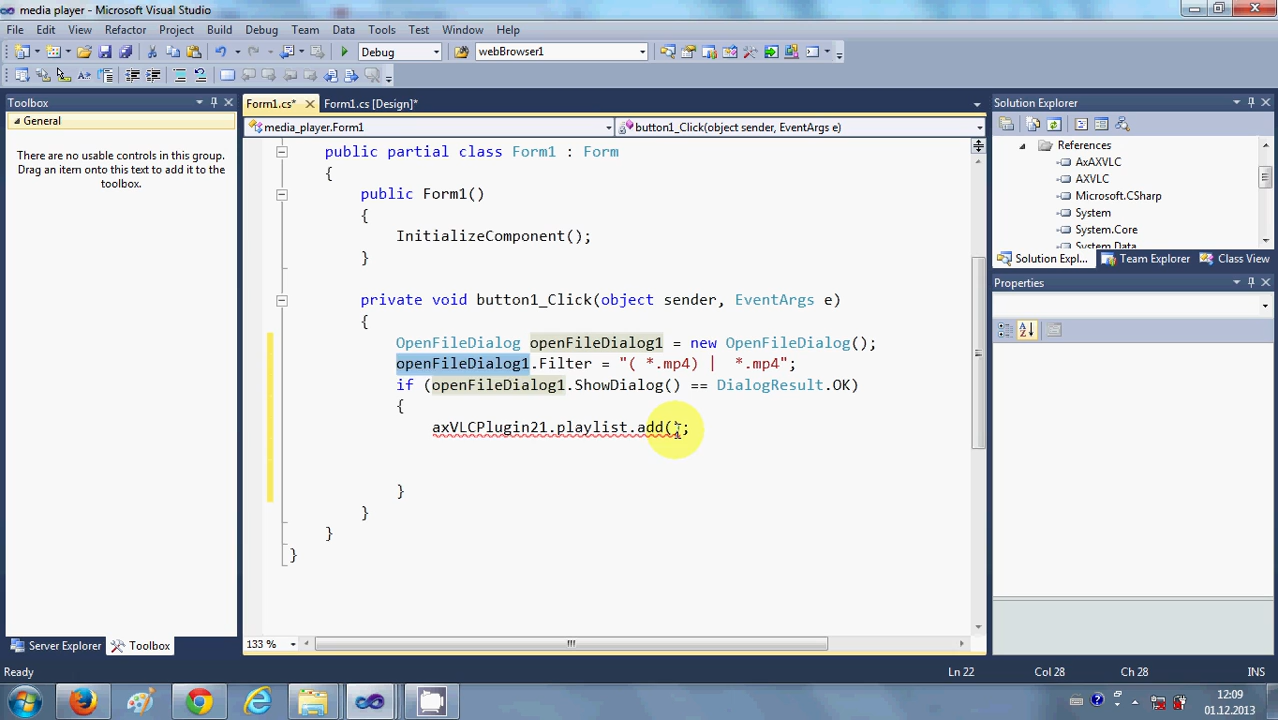 media player - Microsoft Visual Studio
File Edit View Refactor Project Build Debug Team Data Tools Test Window Help
Debug webBrowser1
Toolbox
General
There are no usable controls in this group.
Drag an item onto this text to add it to the
toolbox.
Server Explorer Toolbox
Form1.cs* Form1.cs [Design]*
media_player.Form1 button1_Click(object sender, EventArgs e)
public partial class Form1 : Form
{
public Form1()
{
InitializeComponent();
}
private void button1_Click(object sender, EventArgs e)
{
OpenFileDialog openFileDialog1 = new OpenFileDialog();
openFileDialog1.Filter = "( *.mp4) |  *.mp4";
if (openFileDialog1.ShowDialog() == DialogResult.OK)
{
axVLCPlugin21.playlist.add();
}
}
}
}
133 %
Solution Explorer
References
AxAXVLC
AXVLC
Microsoft.CSharp
System
System.Core
System.Data
Solution Expl... Team Explorer Class View
Properties
Ready Ln 22 Col 28 Ch 28 INS
12:09
01.12.2013